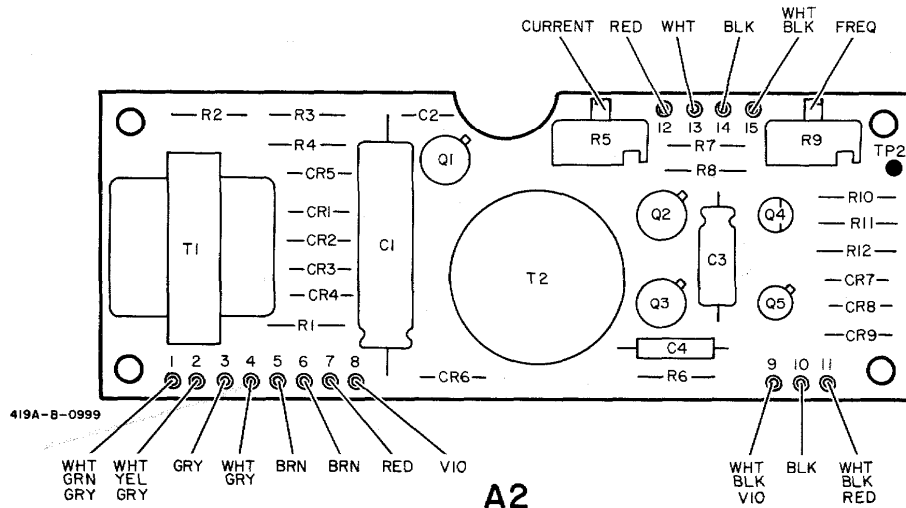 WHT
CURRENT RED WHT BLK BLK FREQ
R2 R3 C2 12 13 14 15
R4 Q1 R5 R7 R9 TP2
CR5 R8
CR1 Q2 Q4 R10
CR2 R11
T1 C1 T2 C3 R12
CR3 CR7
CR4 Q3 Q5 CR8
R1 CR9
C4
1 2 3 4 5 6 7 8 CR6 R6 9 10 11
419A-B-0999
WHT WHT GRY WHT BRN BRN RED VIO WHT BLK WHT
GRN YEL GRY BLK BLK
GRY GRY VIO RED
A2